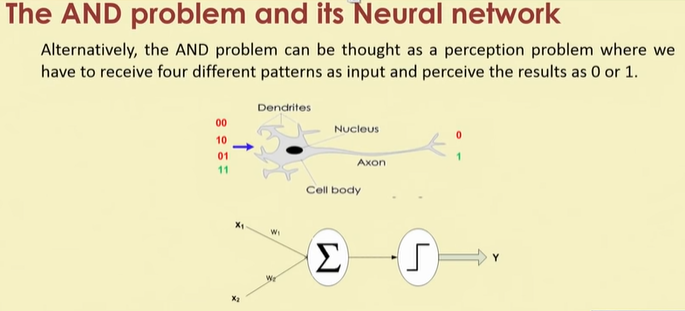 The AND problem and its Neural network
Alternatively, the AND problem can be thought as a perception problem where we
have to receive four different patterns as input and perceive the results as 0 or 1.
Dendrites
00
Nucleus
10
0
01
Axon
1
11
Cell body
X1
W1
Σ
Y
W2
X2